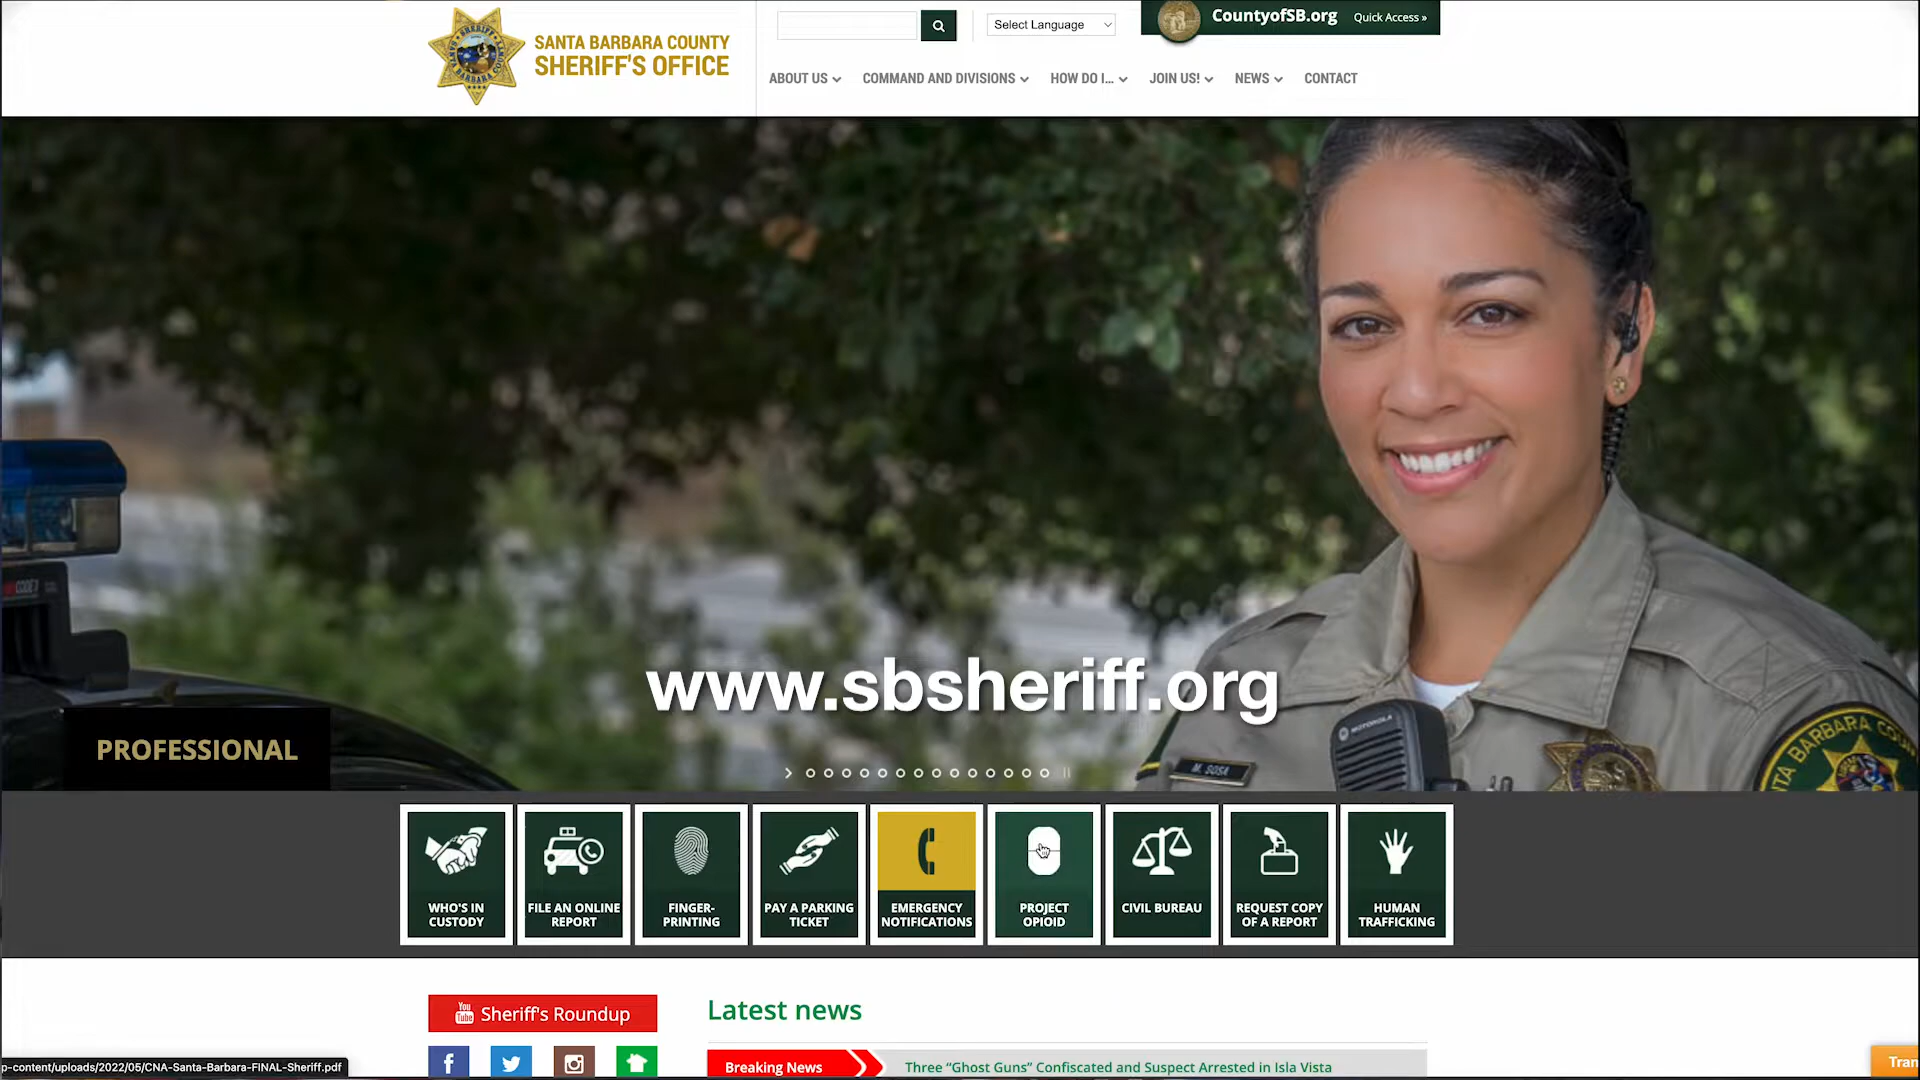 SANTA BARBARA COUNTY
SHERIFF'S OFFICE
Select Language
CountyofSB.org
Quick Access »
ABOUT US
COMMAND AND DIVISIONS
HOW DO I...
JOIN US!
NEWS
CONTACT
www.sbsheriff.org
PROFESSIONAL
MOTOROLA
M. SOSA
WHO'S IN
CUSTODY
FILE AN ONLINE
REPORT
FINGER-
PRINTING
PAY A PARKING
TICKET
EMERGENCY
NOTIFICATIONS
PROJECT
OPIOID
CIVIL BUREAU
REQUEST COPY
OF A REPORT
HUMAN
TRAFFICKING
You
Tube
Sheriff's Roundup
Latest news
Breaking News
Three “Ghost Guns” Confiscated and Suspect Arrested in Isla Vista
p-content/uploads/2022/05/CNA-Santa-Barbara-FINAL-Sheriff.pdf
Tran